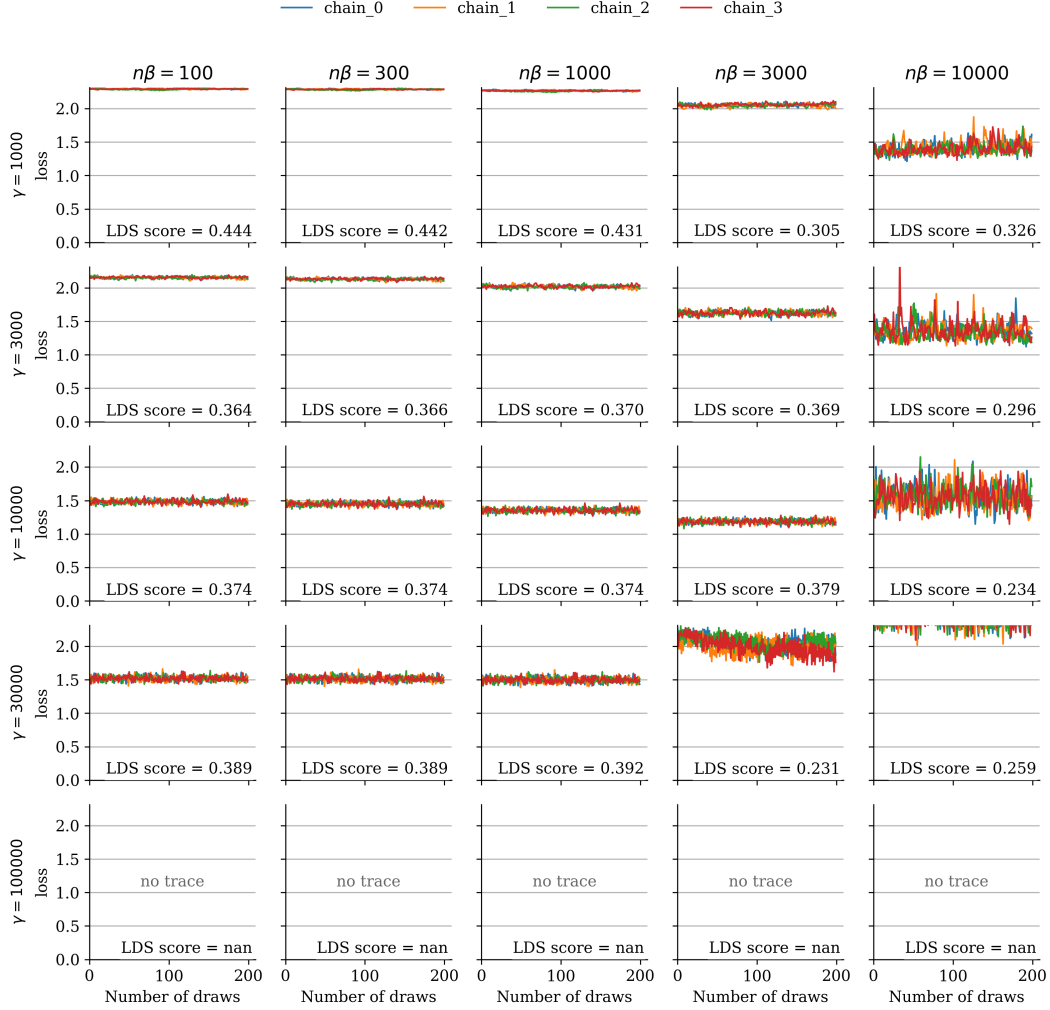 chain_0 chain_1 chain_2 chain_3
nβ = 100 nβ = 300 nβ = 1000 nβ = 3000 nβ = 10000
γ = 1000
loss
2.0
1.5
1.0
0.5
0.0
LDS score = 0.444 LDS score = 0.442 LDS score = 0.431 LDS score = 0.305 LDS score = 0.326
γ = 3000
loss
2.0
1.5
1.0
0.5
0.0
LDS score = 0.364 LDS score = 0.366 LDS score = 0.370 LDS score = 0.369 LDS score = 0.296
γ = 10000
loss
2.0
1.5
1.0
0.5
0.0
LDS score = 0.374 LDS score = 0.374 LDS score = 0.374 LDS score = 0.379 LDS score = 0.234
γ = 30000
loss
2.0
1.5
1.0
0.5
0.0
LDS score = 0.389 LDS score = 0.389 LDS score = 0.392 LDS score = 0.231 LDS score = 0.259
γ = 100000
loss
2.0
1.5
1.0
0.5
0.0
no trace no trace no trace no trace no trace
LDS score = nan LDS score = nan LDS score = nan LDS score = nan LDS score = nan
0 100 200 0 100 200 0 100 200 0 100 200 0 100 200
Number of draws Number of draws Number of draws Number of draws Number of draws